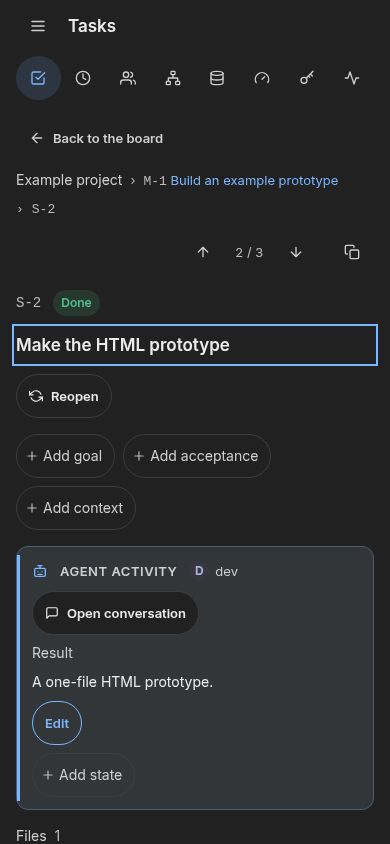 Tasks
Back to the board
Example project › M-1 Build an example prototype
› S-2
2 / 3
S-2 Done
Make the HTML prototype
Reopen
+ Add goal + Add acceptance
+ Add context
AGENT ACTIVITY D dev
Open conversation
Result
A one-file HTML prototype.
Edit
+ Add state
Files 1